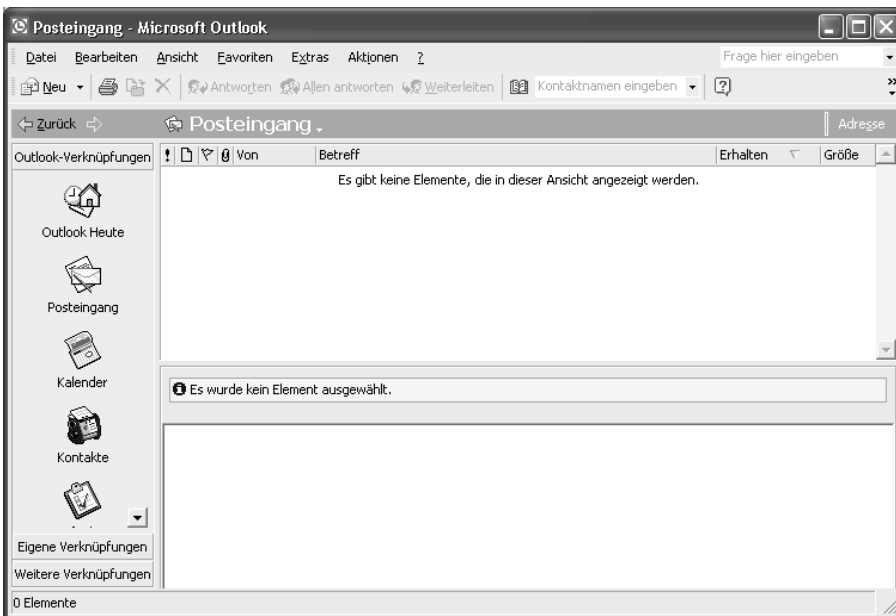 Posteingang - Microsoft Outlook
Datei Bearbeiten Ansicht Favoriten Extras Aktionen ? Frage hier eingeben
Neu Antworten Allen antworten Weiterleiten Kontaktnamen eingeben
Zurück Posteingang Adresse
Outlook-Verknüpfungen Von Betreff Erhalten Größe
Es gibt keine Elemente, die in dieser Ansicht angezeigt werden.
Outlook Heute
Posteingang
Kalender
Es wurde kein Element ausgewählt.
Kontakte
Eigene Verknüpfungen
Weitere Verknüpfungen
0 Elemente